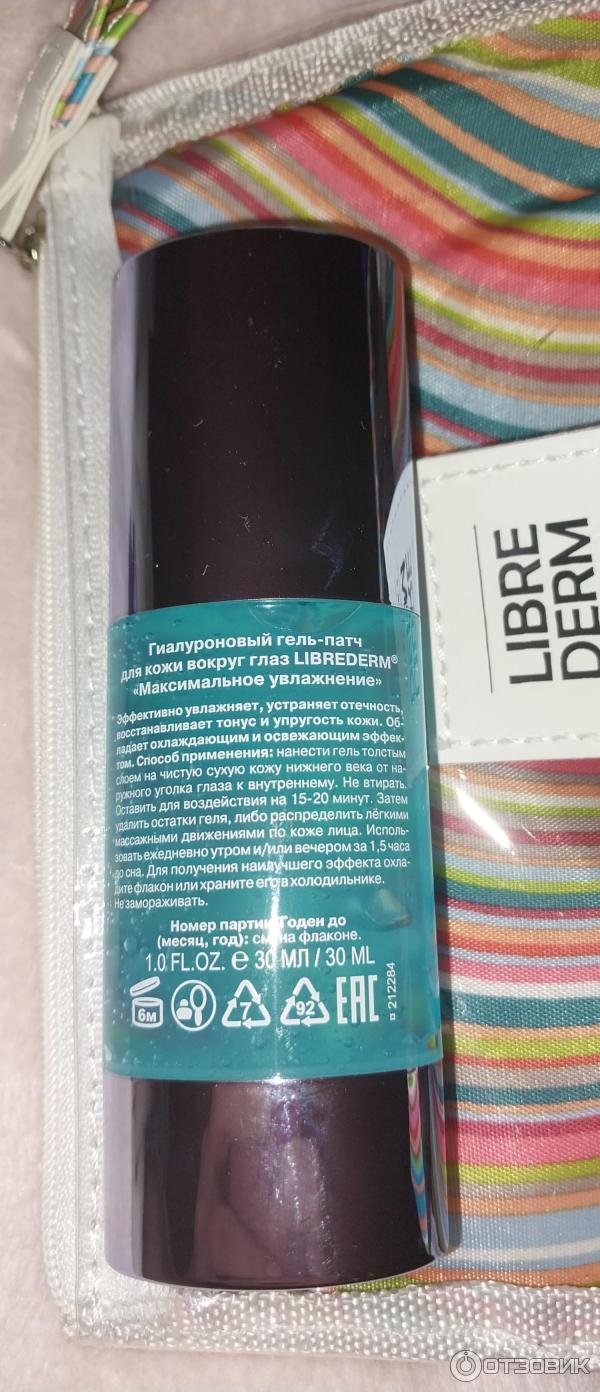 Гиалуроновый гель-патч
для кожи вокруг глаз LIBREDERM®
«Максимальное увлажнение»
Эффективно увлажняет, устраняет отечность,
восстанавливает тонус и упругость кожи. Об-
ладает охлаждающим и освежающим эффек-
том. Способ применения: нанести гель толстым
слоем на чистую сухую кожу нижнего века от на-
ружного уголка глаза к внутреннему. Не втирать.
Оставить для воздействия на 15-20 минут. Затем
удалить остатки геля, либо распределить лёгкими
массажными движениями по коже лица. Исполь-
зовать ежедневно утром и/или вечером за 1,5 часа
до сна. Для получения наилучшего эффекта охла-
дите флакон или храните его в холодильнике.
Не замораживать.
Номер партии. Годен до
(месяц, год): см. на флаконе.
1.0 FL.OZ. ℮ 30 МЛ / 30 ML
6м 7 92 EAC
212284
LIBRE
DERM
ОТЗОВИК